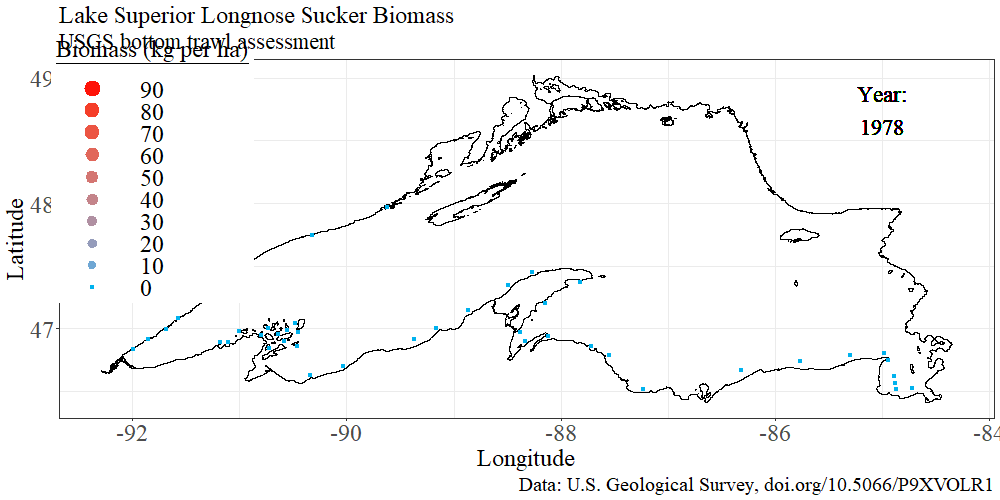 Lake Superior Longnose Sucker Biomass
USGS bottom trawl assessment
Biomass (kg per ha)
90
80
70
60
50
40
30
20
10
0
Year:
1978
49
48
47
Latitude
-92
-90
-88
-86
-84
Longitude
Data: U.S. Geological Survey, doi.org/10.5066/P9XVOLR1